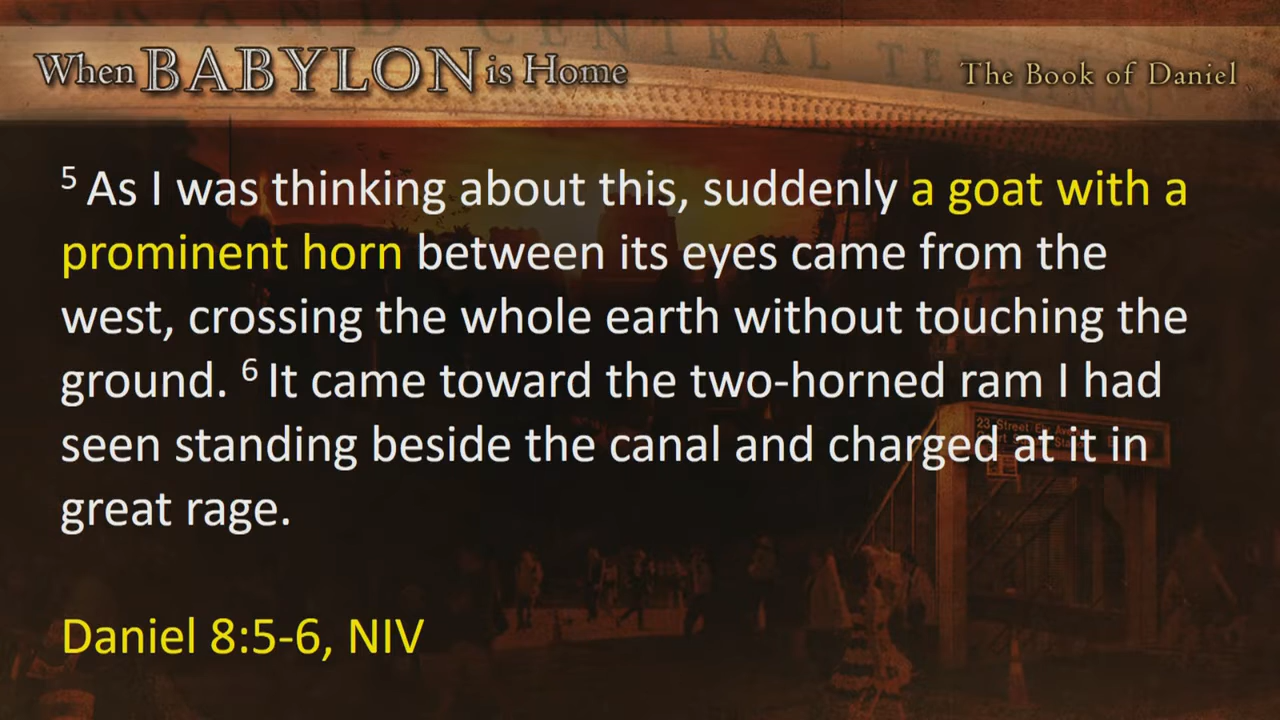 When BABYLON is Home
The Book of Daniel
5 As I was thinking about this, suddenly a goat with a
prominent horn between its eyes came from the
west, crossing the whole earth without touching the
ground. 6 It came toward the two-horned ram I had
seen standing beside the canal and charged at it in
great rage.
Daniel 8:5-6, NIV
CENTRAL
23 Street